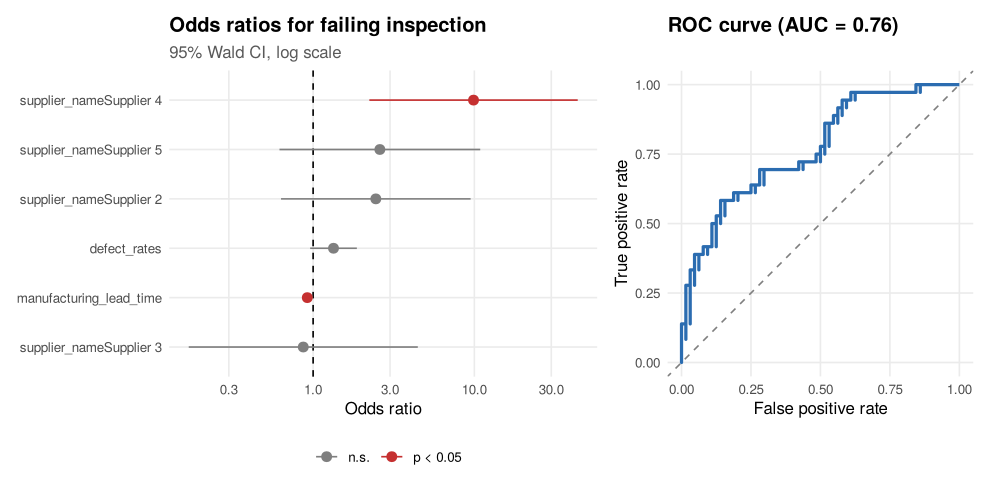 Odds ratios for failing inspection
95% Wald CI, log scale
supplier_nameSupplier 4
supplier_nameSupplier 5
supplier_nameSupplier 2
defect_rates
manufacturing_lead_time
supplier_nameSupplier 3
0.3 1.0 3.0 10.0 30.0
Odds ratio
n.s. p < 0.05
ROC curve (AUC = 0.76)
True positive rate
1.00
0.75
0.50
0.25
0.00
0.00 0.25 0.50 0.75 1.00
False positive rate